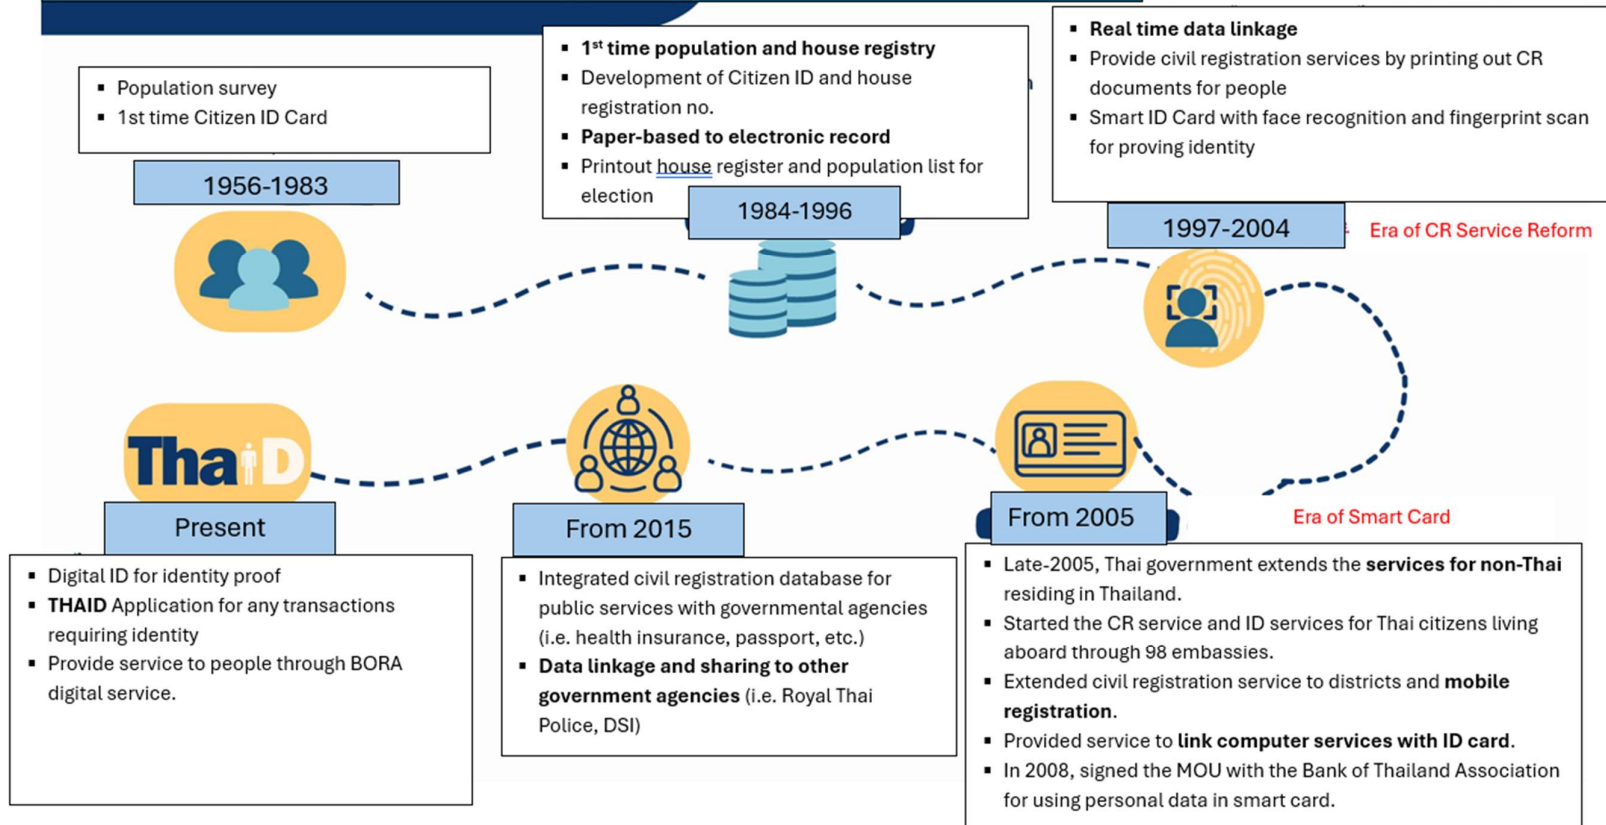 ▪ Population survey
▪ 1st time Citizen ID Card
1956-1983
▪ 1st time population and house registry
▪ Development of Citizen ID and house
registration no.
▪ Paper-based to electronic record
▪ Printout house register and population list for
election
1984-1996
▪ Real time data linkage
▪ Provide civil registration services by printing out CR
documents for people
▪ Smart ID Card with face recognition and fingerprint scan
for proving identity
1997-2004
Era of CR Service Reform
ThaiD
Present
▪ Digital ID for identity proof
▪ THAID Application for any transactions
requiring identity
▪ Provide service to people through BORA
digital service.
From 2015
▪ Integrated civil registration database for
public services with governmental agencies
(i.e. health insurance, passport, etc.)
▪ Data linkage and sharing to other
government agencies (i.e. Royal Thai
Police, DSI)
From 2005
Era of Smart Card
▪ Late-2005, Thai government extends the services for non-Thai
residing in Thailand.
▪ Started the CR service and ID services for Thai citizens living
aboard through 98 embassies.
▪ Extended civil registration service to districts and mobile
registration.
▪ Provided service to link computer services with ID card.
▪ In 2008, signed the MOU with the Bank of Thailand Association
for using personal data in smart card.